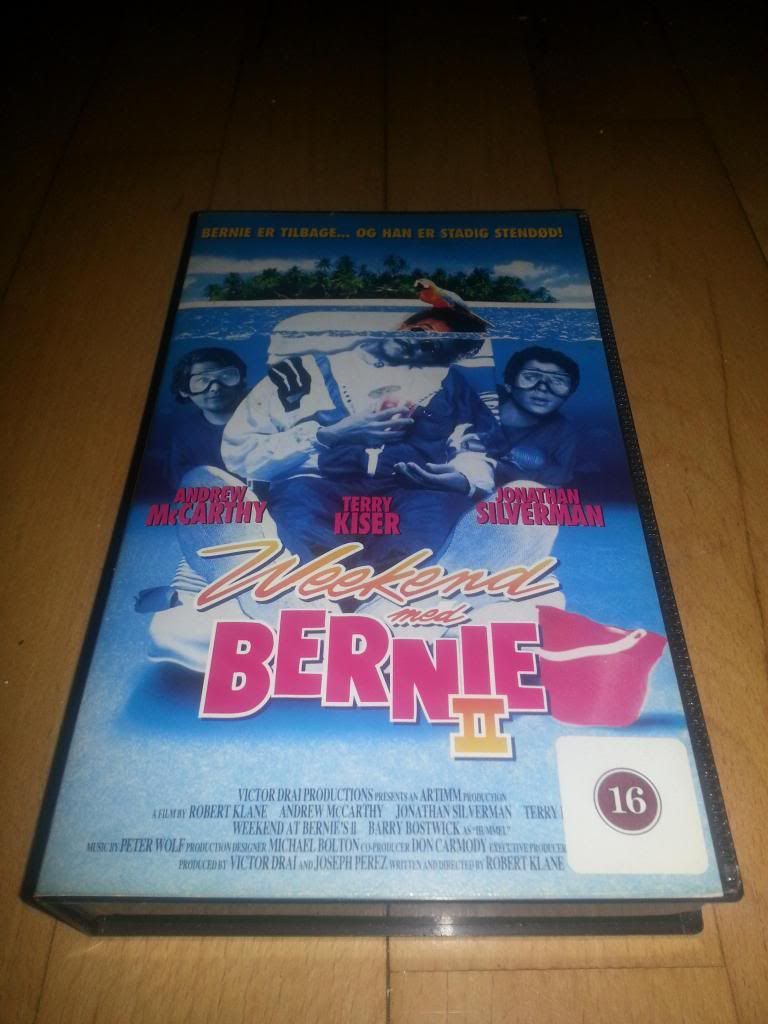 BERNIE ER TILBAGE... OG HAN ER STADIG STENDØD!
ANDREW McCARTHY
TERRY KISER
JONATHAN SILVERMAN
Weekend
med
BERNIE
II
16
VICTOR DRAI PRODUCTIONS PRESENTS AN ARTIMM PRODUCTION
A FILM BY ROBERT KLANE ANDREW McCARTHY JONATHAN SILVERMAN TERRY
WEEKEND AT BERNIE'S II BARRY BOSTWICK AS "HUMMEL"
MUSIC BY PETER WOLF PRODUCTION DESIGNER MICHAEL BOLTON CO-PRODUCER DON CARMODY EXECUTIVE PRODUCER
PRODUCED BY VICTOR DRAI AND JOSEPH PEREZ WRITTEN AND DIRECTED BY ROBERT KLANE